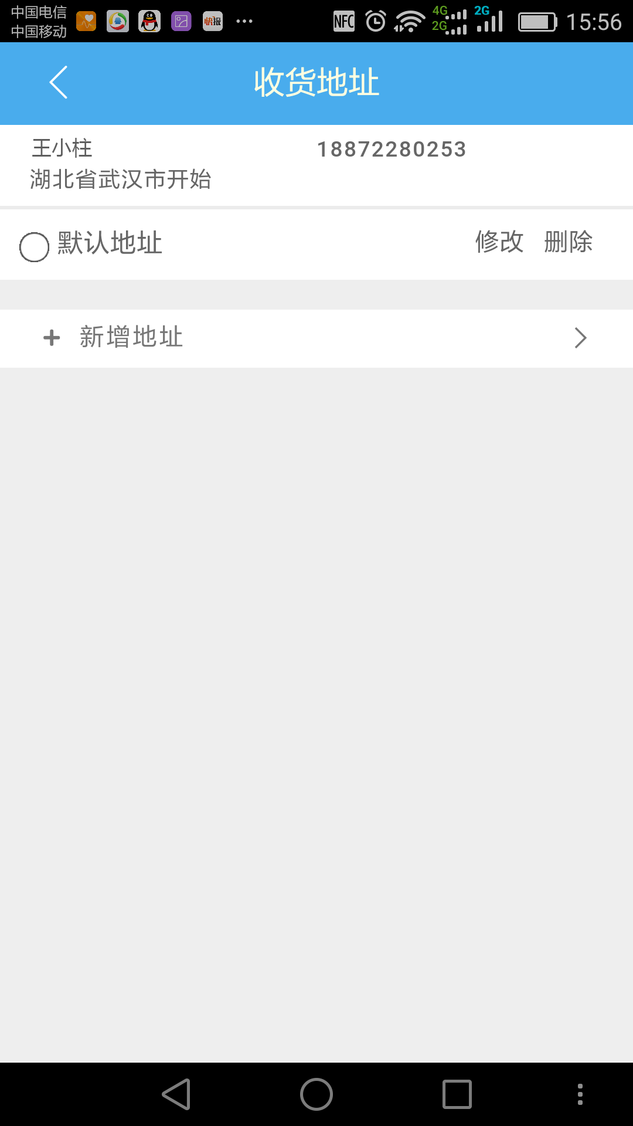 中国电信
中国移动
NFC
4G
2G
2G
15:56
收货地址
王小柱 18872280253
湖北省武汉市开始
默认地址 修改 删除
+ 新增地址